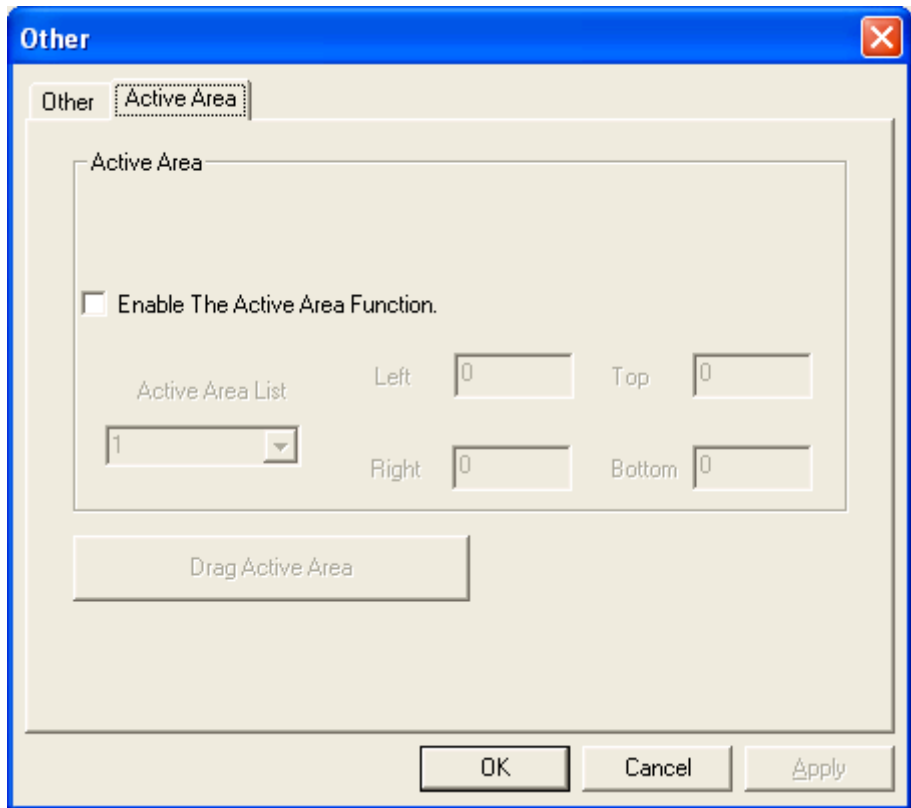 Other
Other Active Area
Active Area
Enable The Active Area Function.
Active Area List
1
Left 0 Top 0
Right 0 Bottom 0
Drag Active Area
OK Cancel Apply